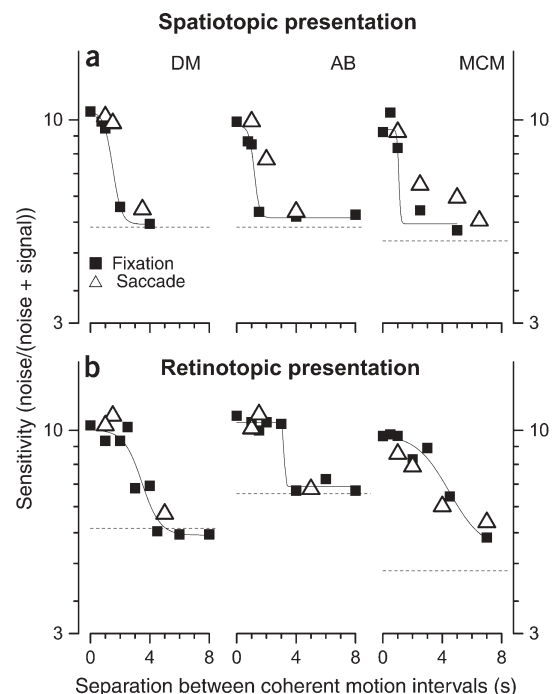 Spatiotopic presentation
a
DM AB MCM
10 10
Fixation
Saccade
3 3
b Retinotopic presentation
10 10
3 3
0 4 8 0 4 8 0 4 8
Sensitivity (noise/(noise + signal))
Separation between coherent motion intervals (s)